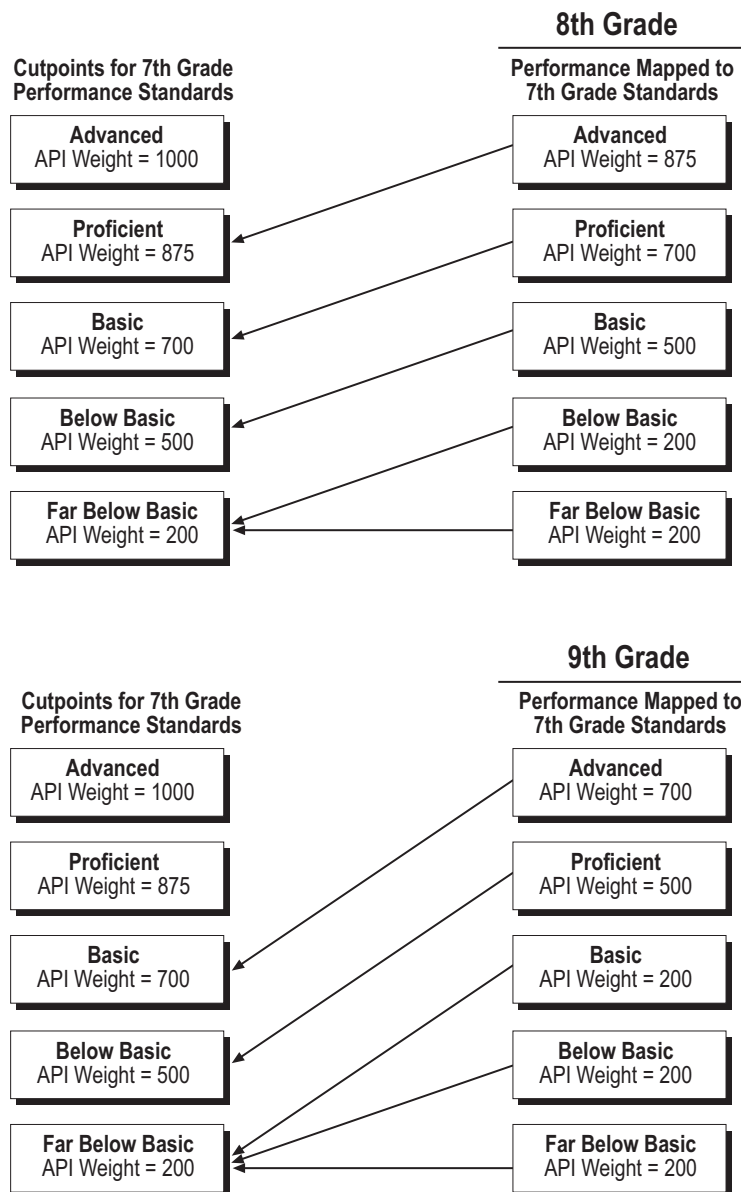 8th Grade
Cutpoints for 7th Grade
Performance Standards
Performance Mapped to
7th Grade Standards
Advanced
API Weight = 1000
Advanced
API Weight = 875
Proficient
API Weight = 875
Proficient
API Weight = 700
Basic
API Weight = 700
Basic
API Weight = 500
Below Basic
API Weight = 500
Below Basic
API Weight = 200
Far Below Basic
API Weight = 200
Far Below Basic
API Weight = 200
9th Grade
Cutpoints for 7th Grade
Performance Standards
Performance Mapped to
7th Grade Standards
Advanced
API Weight = 1000
Advanced
API Weight = 700
Proficient
API Weight = 875
Proficient
API Weight = 500
Basic
API Weight = 700
Basic
API Weight = 200
Below Basic
API Weight = 500
Below Basic
API Weight = 200
Far Below Basic
API Weight = 200
Far Below Basic
API Weight = 200